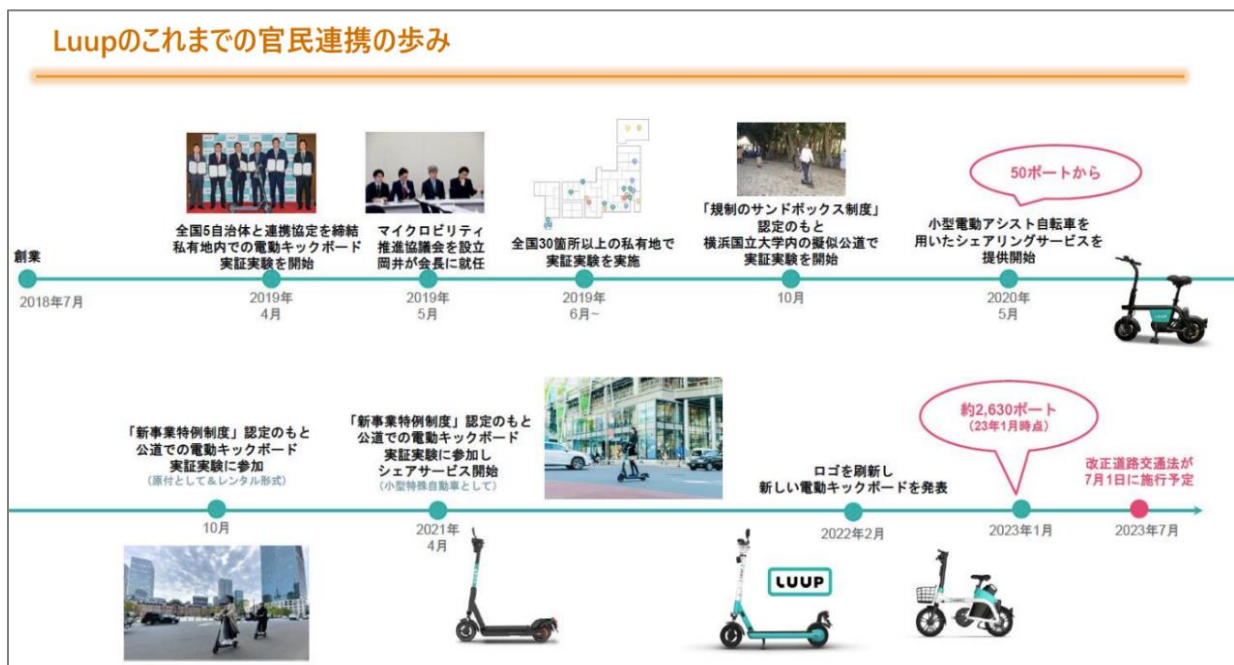 Luupのこれまでの官民連携の歩み
全国5自治体と連携協定を締結
私有地内での電動キックボード
実証実験を開始
マイクロモビリティ
推進協議会を設立
岡井が会長に就任
全国30箇所以上の私有地で
実証実験を実施
「規制のサンドボックス制度」
認定のもと
横浜国立大学内の擬似公道で
実証実験を開始
50ポートから
小型電動アシスト自転車を
用いたシェアリングサービスを
提供開始
創業
2018年7月
2019年
4月
2019年
5月
2019年
6月~
10月
2020年
5月
LUUP
「新事業特例制度」認定のもと
公道での電動キックボード
実証実験に参加
(原付として&レンタル形式)
「新事業特例制度」認定のもと
公道での電動キックボード
実証実験に参加し
シェアサービス開始
(小型特殊自動車として)
ロゴを刷新し
新しい電動キックボードを発表
約2,630ポート
(23年1月時点)
改正道路交通法が
7月1日に施行予定
10月
2021年
4月
2022年2月
2023年1月
2023年7月
LUUP